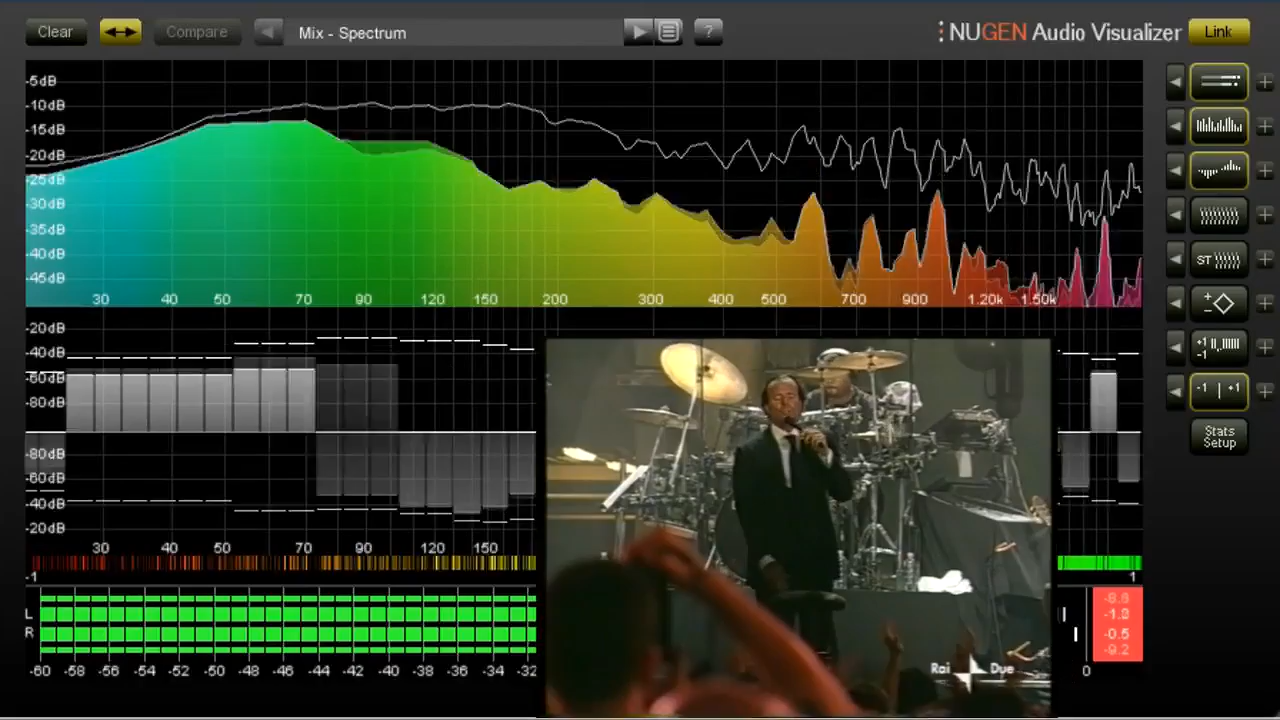 Clear Compare Mix - Spectrum ? NUGEN Audio Visualizer Link
-5dB
-10dB
-15dB
-20dB
-25dB
-30dB
-35dB
-40dB
-45dB
30 40 50 70 90 120 150 200 300 400 500 700 900 1.20k 1.50k
ST
+1
-1
-1 | +1
Stats
Setup
-20dB
-40dB
-60dB
-80dB
-80dB
-60dB
-40dB
-20dB
30 40 50 70 90 120 150
-1 1
L
R
-60 -58 -56 -54 -52 -50 -48 -46 -44 -42 -40 -38 -36 -34 -32 0
-1.8
-0.5
-9.2
Rai Due